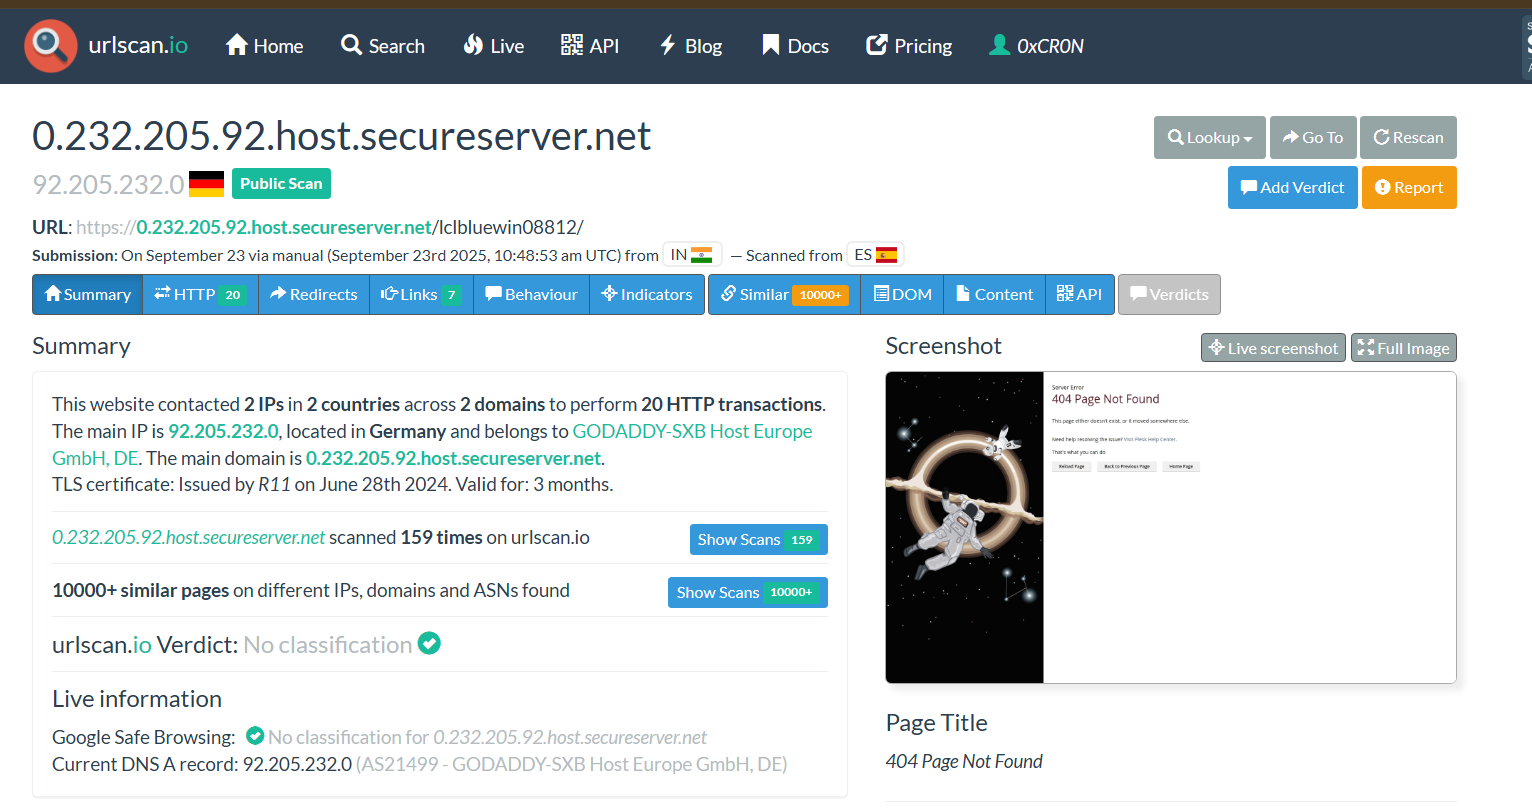 urlscan.io Home Search Live API Blog Docs Pricing 0xCR0N
0.232.205.92.host.secureserver.net
Lookup Go To Rescan
92.205.232.0 Public Scan
Add Verdict Report
URL: https://0.232.205.92.host.secureserver.net/lclbluewin08812/
Submission: On September 23 via manual (September 23rd 2025, 10:48:53 am UTC) from IN — Scanned from ES
Summary HTTP 20 Redirects Links 7 Behaviour Indicators Similar 10000+ DOM Content API Verdicts
Summary
This website contacted 2 IPs in 2 countries across 2 domains to perform 20 HTTP transactions.
The main IP is 92.205.232.0, located in Germany and belongs to GODADDY-SXB Host Europe
GmbH, DE. The main domain is 0.232.205.92.host.secureserver.net.
TLS certificate: Issued by R11 on June 28th 2024. Valid for: 3 months.
0.232.205.92.host.secureserver.net scanned 159 times on urlscan.io Show Scans 159
10000+ similar pages on different IPs, domains and ASNs found Show Scans 10000+
urlscan.io Verdict: No classification
Live information
Google Safe Browsing: No classification for 0.232.205.92.host.secureserver.net
Current DNS A record: 92.205.232.0 (AS21499 - GODADDY-SXB Host Europe GmbH, DE)
Screenshot Live screenshot Full Image
Server Error
404 Page Not Found
This page either doesn't exist, or it moved somewhere else.
Need help resolving the issue? Visit Plesk Help Center.
That's what you can do
Reload Page Back to Previous Page Home Page
Page Title
404 Page Not Found